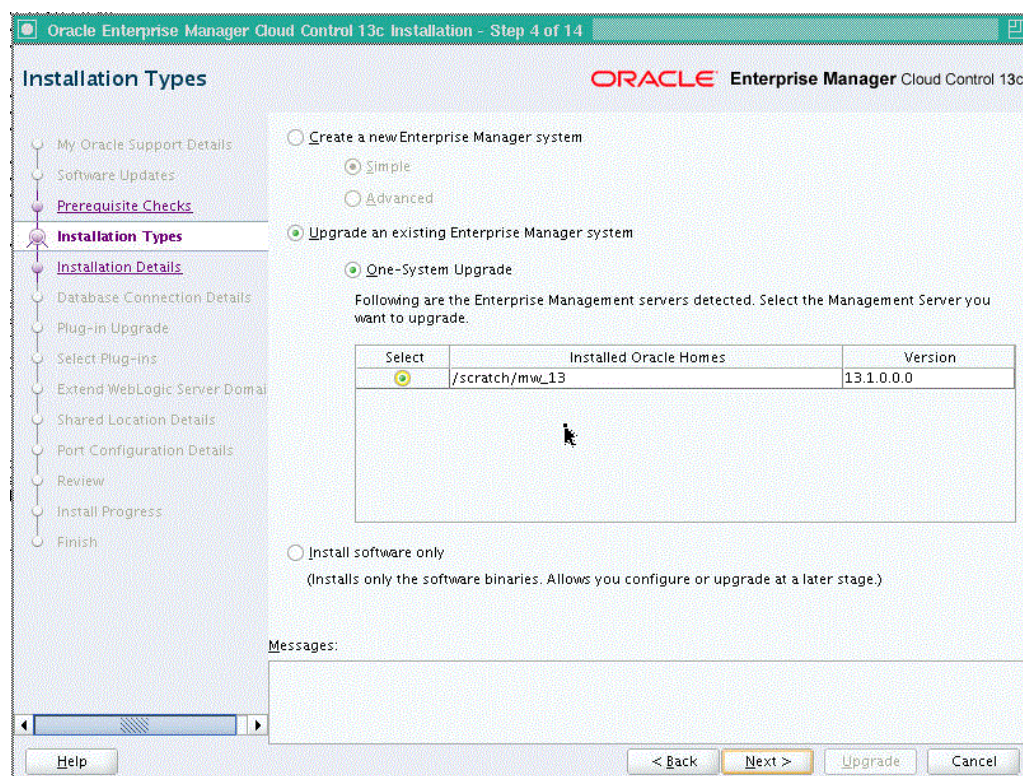 Oracle Enterprise Manager Cloud Control 13c Installation - Step 4 of 14
Installation Types
ORACLE Enterprise Manager Cloud Control 13c
My Oracle Support Details
Software Updates
Prerequisite Checks
Installation Types
Installation Details
Database Connection Details
Plug-in Upgrade
Select Plug-ins
Extend WebLogic Server Domai
Shared Location Details
Port Configuration Details
Review
Install Progress
Finish
Create a new Enterprise Manager system
Simple
Advanced
Upgrade an existing Enterprise Manager system
One-System Upgrade
Following are the Enterprise Management servers detected. Select the Management Server you
want to upgrade.
Select Installed Oracle Homes Version
/scratch/mw_13 13.1.0.0.0
Install software only
(Installs only the software binaries. Allows you configure or upgrade at a later stage.)
Messages:
Help < Back Next > Upgrade Cancel